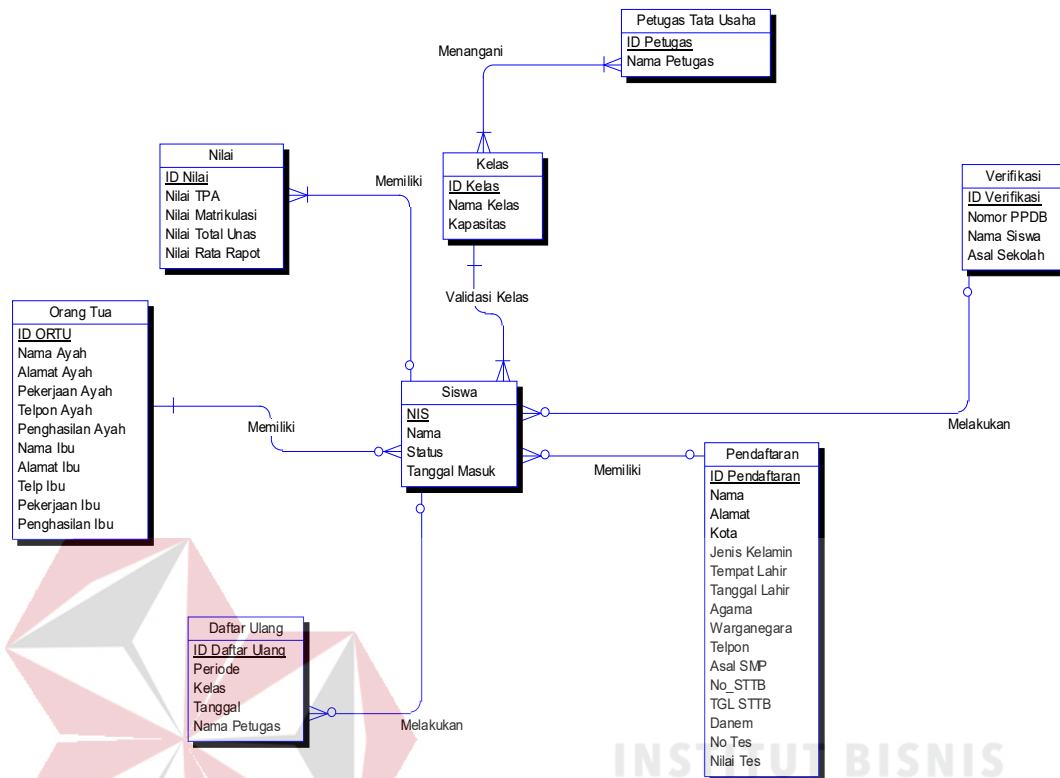 Petugas Tata Usaha
ID Petugas
Nama Petugas
Menangani
Nilai
ID Nilai
Nilai TPA
Nilai Matrikulasi
Nilai Total Unas
Nilai Rata Rapot
Memiliki
Kelas
ID Kelas
Nama Kelas
Kapasitas
Verifikasi
ID Verifikasi
Nomor PPDB
Nama Siswa
Asal Sekolah
Validasi Kelas
Orang Tua
ID ORTU
Nama Ayah
Alamat Ayah
Pekerjaan Ayah
Telpon Ayah
Penghasilan Ayah
Nama Ibu
Alamat Ibu
Telp Ibu
Pekerjaan Ibu
Penghasilan Ibu
Memiliki
Siswa
NIS
Nama
Status
Tanggal Masuk
Melakukan
Memiliki
Pendaftaran
ID Pendaftaran
Nama
Alamat
Kota
Jenis Kelamin
Tempat Lahir
Tanggal Lahir
Agama
Warganegara
Telpon
Asal SMP
No_STTB
TGL STTB
Danem
No Tes
Nilai Tes
Daftar Ulang
ID Daftar Ulang
Periode
Kelas
Tanggal
Nama Petugas
Melakukan
INSTITUT BISNIS